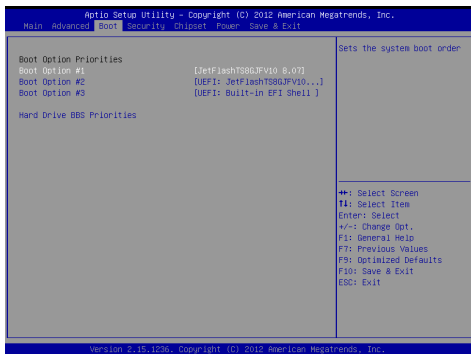 Aptio Setup Utility – Copyright (C) 2012 American Megatrends, Inc.
Main Advanced Boot Security Chipset Power Save & Exit
Boot Option Priorities
Boot Option #1 [JetFlashTS8GJFV10 8.07]
Boot Option #2 [UEFI: JetFlashTS8GJFV10...]
Boot Option #3 [UEFI: Built-in EFI Shell ]
Hard Drive BBS Priorities
Sets the system boot order
→←: Select Screen
↑↓: Select Item
Enter: Select
+/-: Change Opt.
F1: General Help
F7: Previous Values
F9: Optimized Defaults
F10: Save & Exit
ESC: Exit
Version 2.15.1236. Copyright (C) 2012 American Megatrends, Inc.